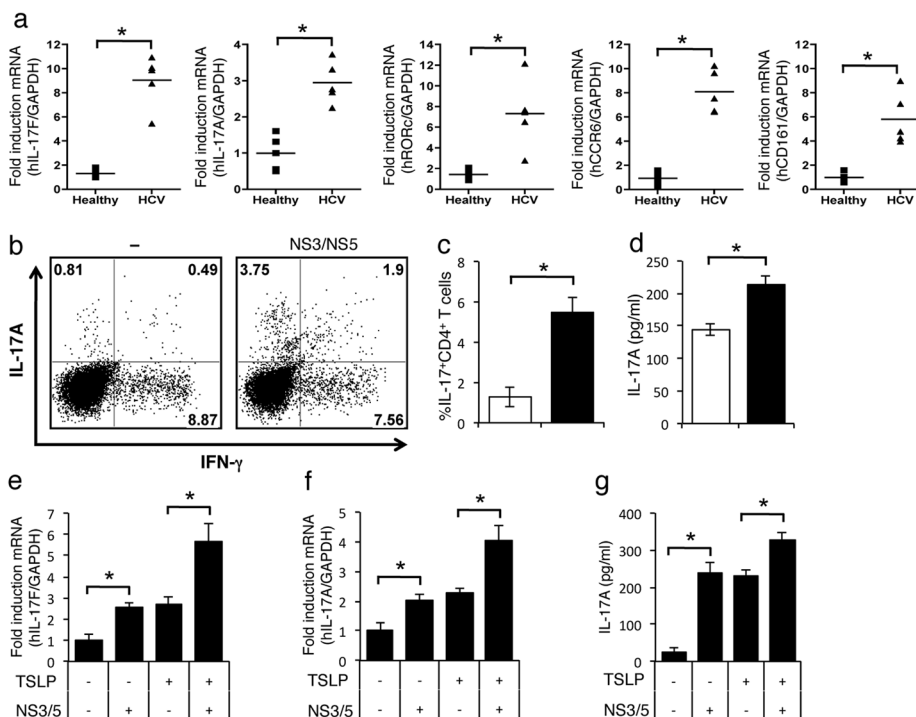 a
*
*
*
*
*
Fold induction mRNA
(hIL-17F/GAPDH)
12
10
8
6
4
2
0
Healthy HCV
Fold induction mRNA
(hIL-17A/GAPDH)
4
3
2
1
0
Healthy HCV
Fold induction mRNA
(hRORc/GAPDH)
14
12
10
8
6
4
2
0
Healthy HCV
Fold induction mRNA
(hCCR6/GAPDH)
12
10
8
6
4
2
0
Healthy HCV
Fold induction mRNA
(hCD161/GAPDH)
12
10
8
6
4
2
0
Healthy HCV
b
– NS3/NS5
0.81 0.49
8.87
3.75 1.9
7.56
IL-17A
IFN-γ
c
*
%IL-17⁺CD4⁺ T cells
8
6
4
2
0
d
*
IL-17A (pg/ml)
250
200
150
100
50
0
e
*
*
Fold induction mRNA
(hIL-17F/GAPDH)
7
6
5
4
3
2
1
0
TSLP - - + +
NS3/5 - + - +
f
*
*
Fold induction mRNA
(hIL-17A/GAPDH)
5
4
3
2
1
0
TSLP - - + +
NS3/5 - + - +
g
*
*
IL-17A (pg/ml)
400
300
200
100
0
TSLP - - + +
NS3/5 - + - +